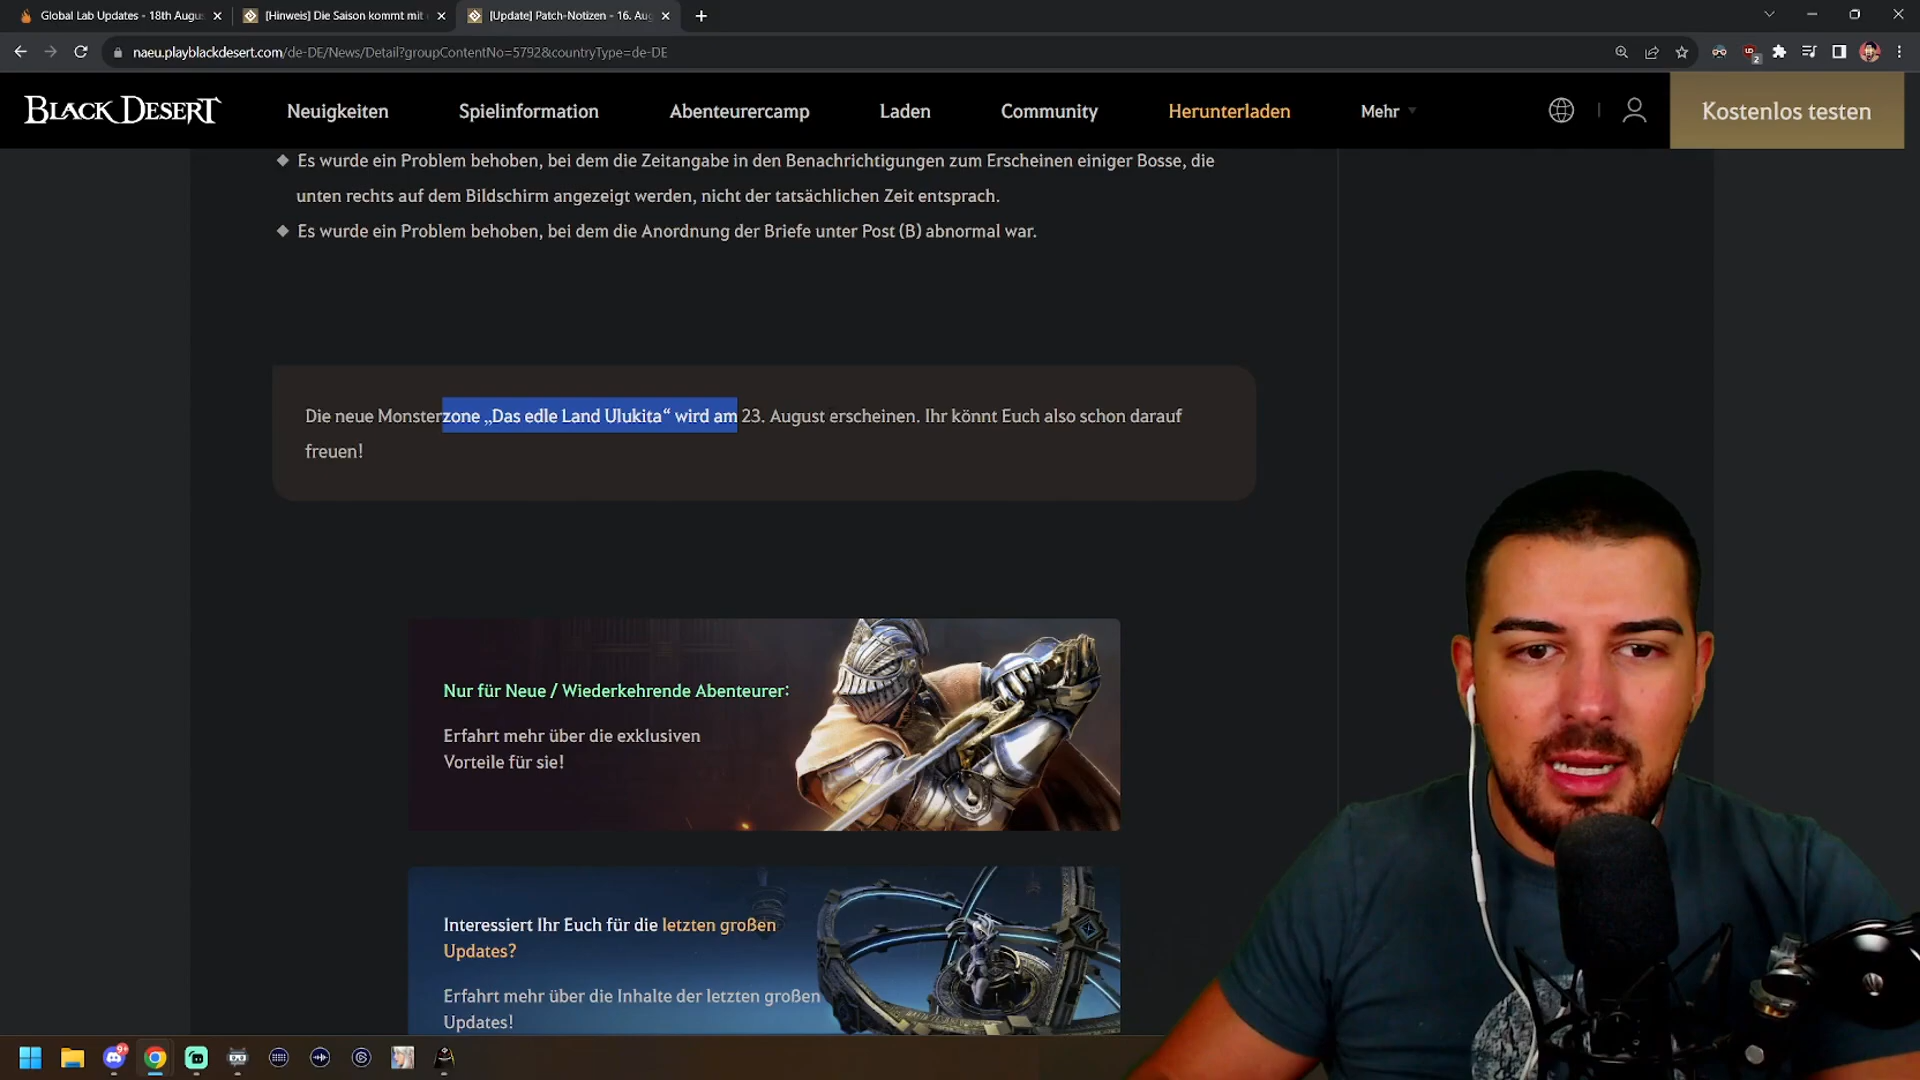 Global Lab Updates - 18th Augus
[Hinweis] Die Saison kommt mit
[Update] Patch-Notizen - 16. Aug
naeu.playblackdesert.com/de-DE/News/Detail?groupContentNo=5792&countryType=de-DE
BLACK DESERT
Neuigkeiten
Spielinformation
Abenteurercamp
Laden
Community
Herunterladen
Mehr
Kostenlos testen
Es wurde ein Problem behoben, bei dem die Zeitangabe in den Benachrichtigungen zum Erscheinen einiger Bosse, die
unten rechts auf dem Bildschirm angezeigt werden, nicht der tatsächlichen Zeit entsprach.
Es wurde ein Problem behoben, bei dem die Anordnung der Briefe unter Post (B) abnormal war.
Die neue Monsterzone „Das edle Land Ulukita“ wird am 23. August erscheinen. Ihr könnt Euch also schon darauf
freuen!
Nur für Neue / Wiederkehrende Abenteurer:
Erfahrt mehr über die exklusiven
Vorteile für sie!
Interessiert Ihr Euch für die letzten großen
Updates?
Erfahrt mehr über die Inhalte der letzten großen
Updates!